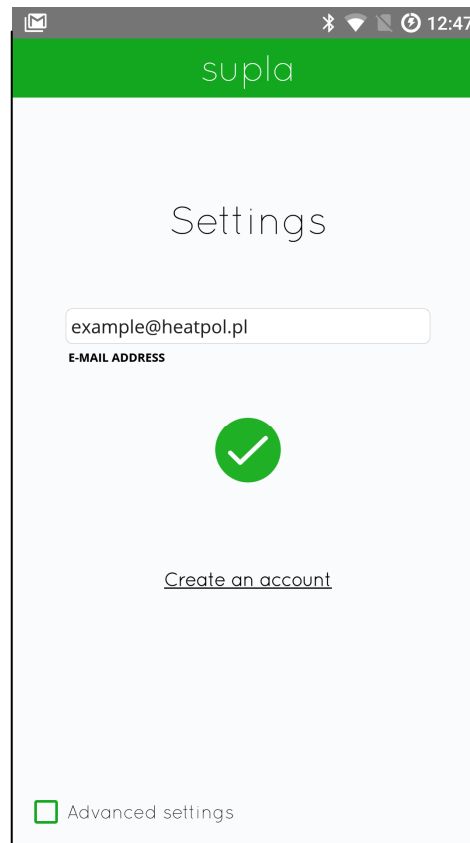 12:47
supla
Settings
example@heatpol.pl
E-MAIL ADDRESS
Create an account
Advanced settings